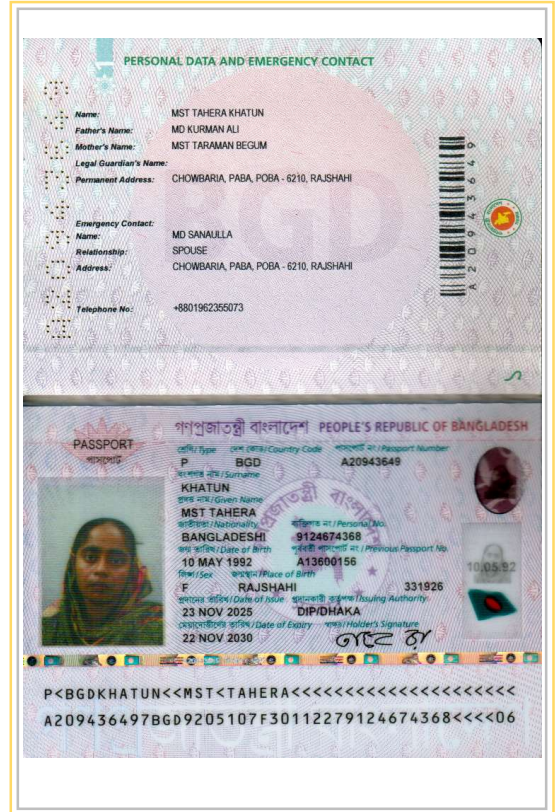 PERSONAL DATA AND EMERGENCY CONTACT
Name: MST TAHERA KHATUN
Father's Name: MD KURMAN ALI
Mother's Name: MST TARAMAN BEGUM
Legal Guardian's Name:
Permanent Address: CHOWBARIA, PABA, POBA - 6210, RAJSHAHI
Emergency Contact:
Name: MD SANAULLA
Relationship: SPOUSE
Address: CHOWBARIA, PABA, POBA - 6210, RAJSHAHI
Telephone No: +8801962355073
A20943649
BGD
গণপ্রজাতন্ত্রী বাংলাদেশ PEOPLE'S REPUBLIC OF BANGLADESH
PASSPORT
পাসপোর্ট
শ্রেণি/Type দেশ কোড/Country Code পাসপোর্ট নং/Passport Number
P BGD A20943649
বংশগত নাম/Surname
KHATUN
প্রদত্ত নাম/Given Name
MST TAHERA
জাতীয়তা/Nationality ব্যক্তিগত নং/Personal No.
BANGLADESHI 9124674368
জন্ম তারিখ/Date of Birth পূর্ববর্তী পাসপোর্ট নং/Previous Passport No.
10 MAY 1992 A13600156
লিঙ্গ/Sex জন্মস্থান/Place of Birth
F RAJSHAHI 331926
প্রদানের তারিখ/Date of Issue প্রদানকারী কর্তৃপক্ষ/Issuing Authority
23 NOV 2025 DIP/DHAKA
মেয়াদোত্তীর্ণের তারিখ/Date of Expiry স্বাক্ষর/Holder's Signature
22 NOV 2030
10.05.92
P<BGDKHATUN<<MST<TAHERA<<<<<<<<<<<<<<<<<<<<<
A209436497BGD9205107F30112279124674368<<<<06